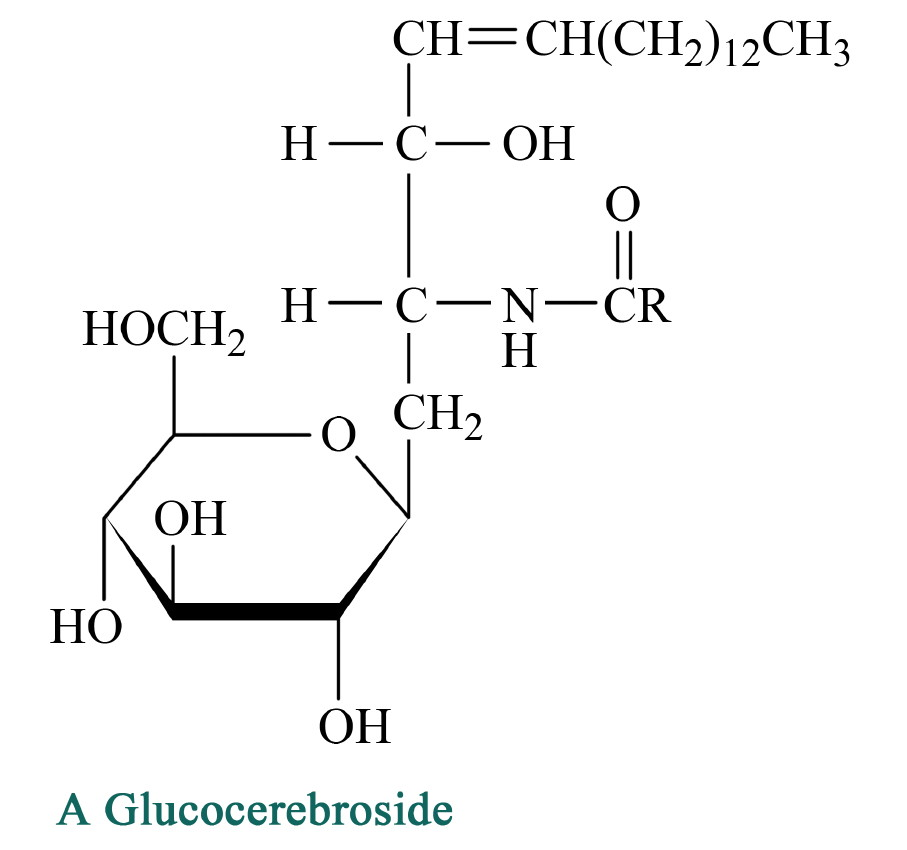 CH=CH(CH₂)₁₂CH₃
H—C—OH
O
H—C—N—CR
H
HOCH₂
CH₂
O
OH
HO
OH
A Glucocerebroside